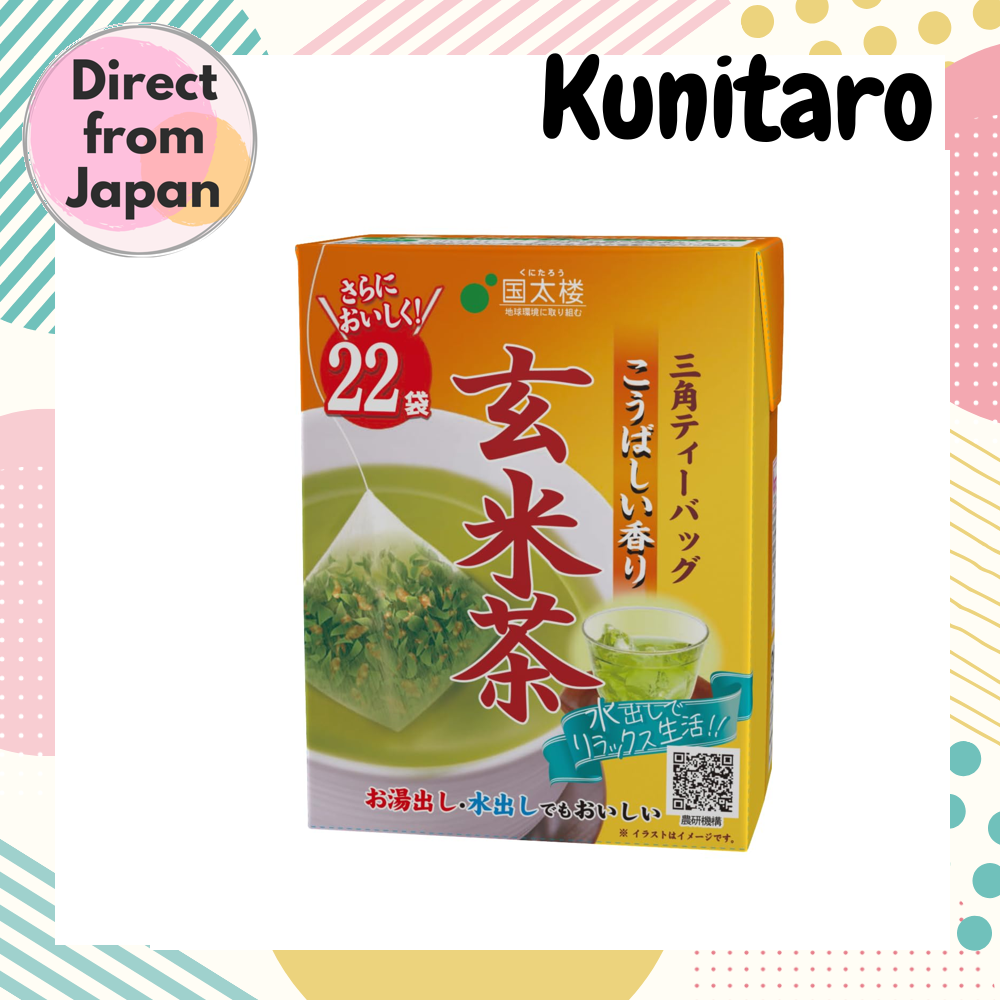 Direct
from
Japan
Kunitaro
くにたろう
国太楼
地球環境に取り組む
さらに
おいしく!
22袋
玄米茶
三角ティーバッグ
こうばしい香り
水出しで
リラックス生活!!
お湯出し・水出しでもおいしい
農研機構
※ イラストはイメージです。